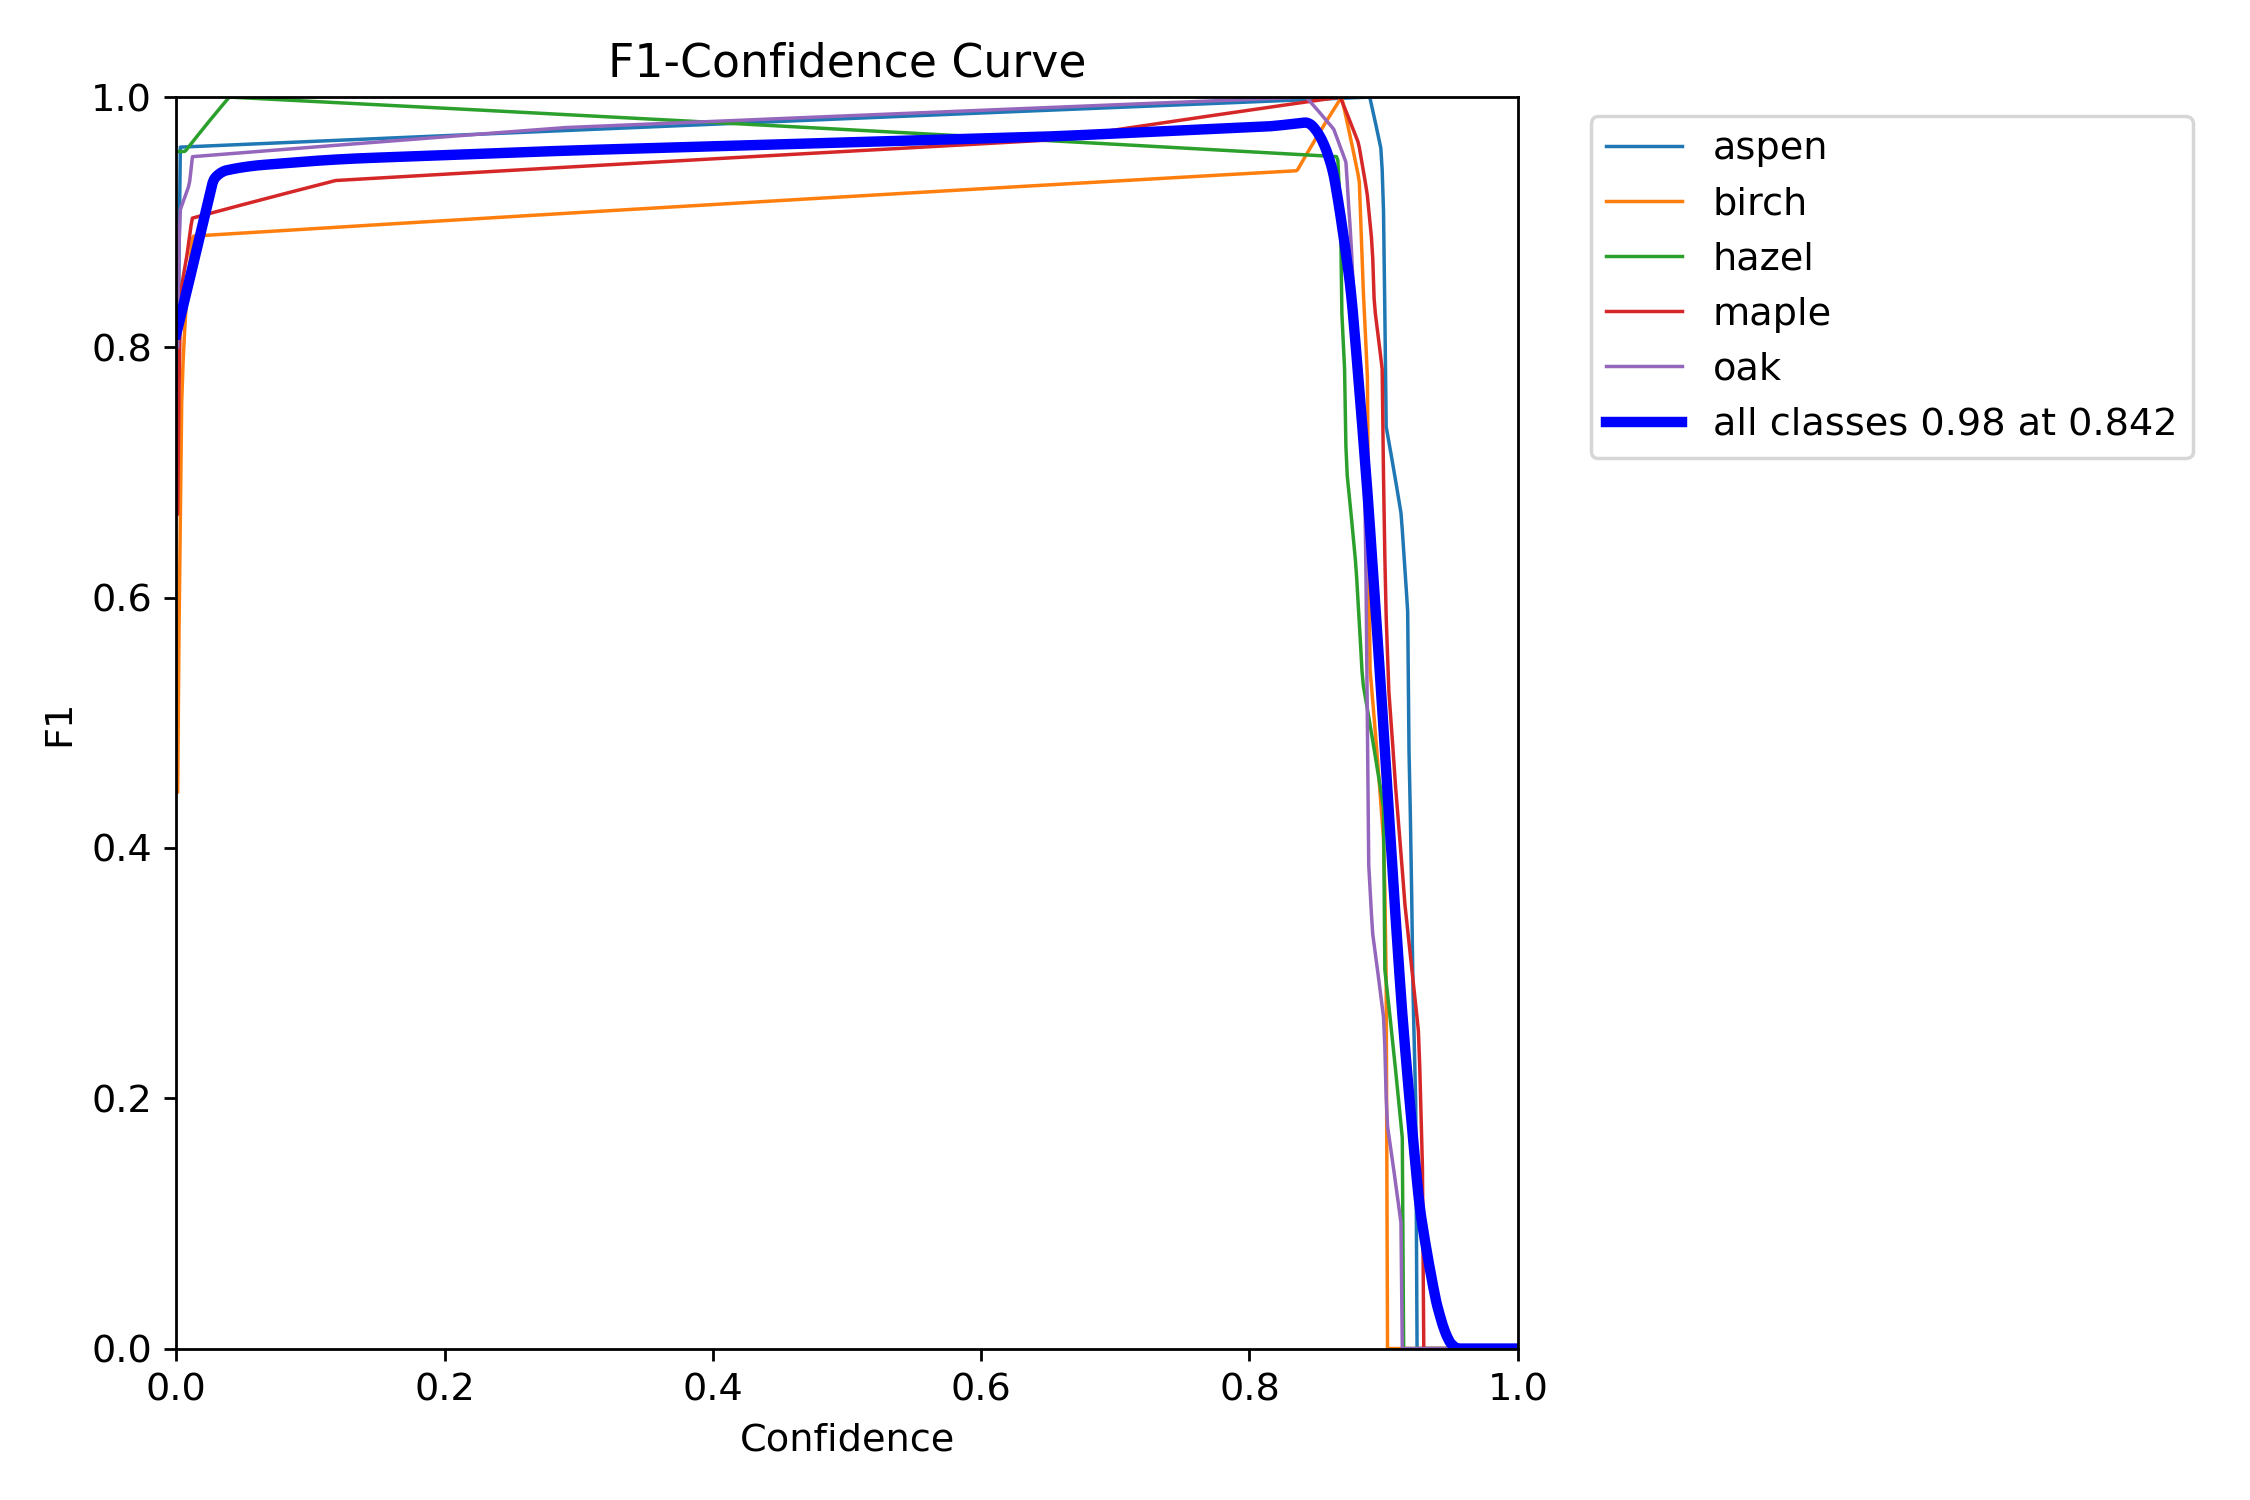 F1-Confidence Curve
1.0
0.8
0.6
0.4
0.2
0.0
F1
0.0 0.2 0.4 0.6 0.8 1.0
Confidence
aspen
birch
hazel
maple
oak
all classes 0.98 at 0.842